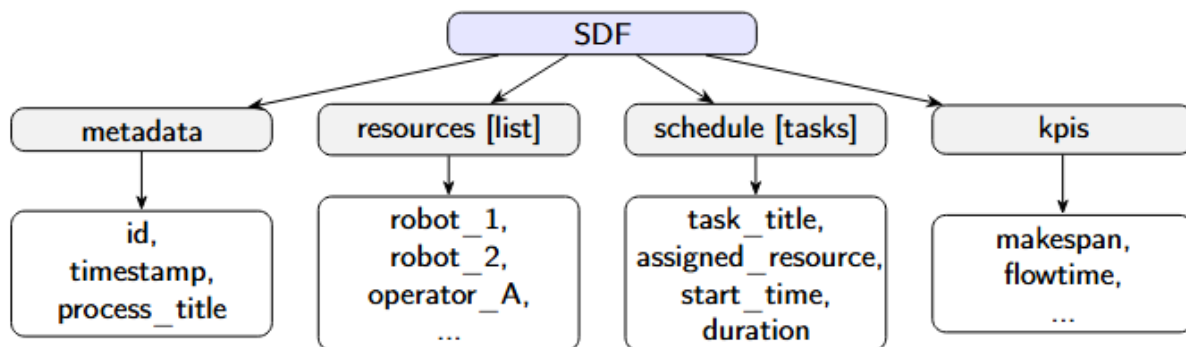 SDF
metadata
resources [list]
schedule [tasks]
kpis
id,
timestamp,
process_title
robot_1,
robot_2,
operator_A,
...
task_title,
assigned_resource,
start_time,
duration
makespan,
flowtime,
...